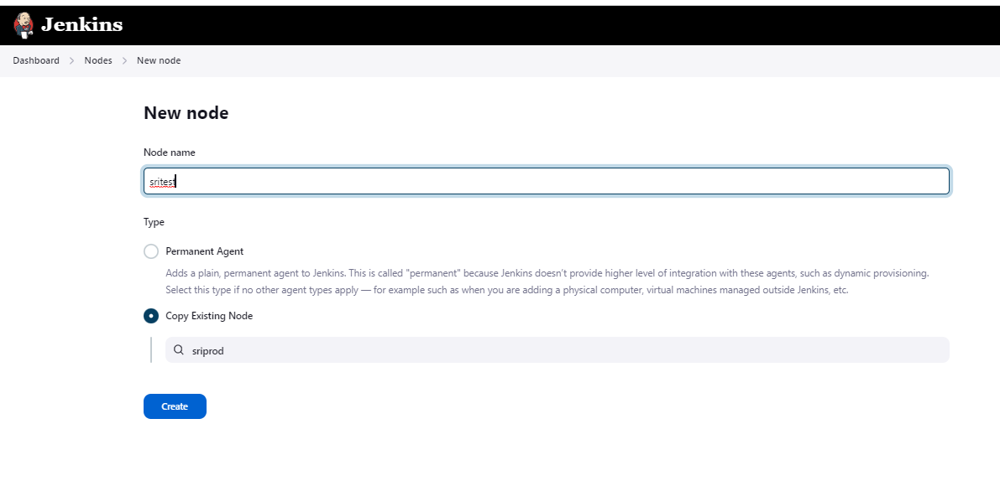 Jenkins
Dashboard > Nodes > New node
New node
Node name
sritest
Type
Permanent Agent
Adds a plain, permanent agent to Jenkins. This is called "permanent" because Jenkins doesn't provide higher level of integration with these agents, such as dynamic provisioning.
Select this type if no other agent types apply — for example such as when you are adding a physical computer, virtual machines managed outside Jenkins, etc.
Copy Existing Node
sriprod
Create